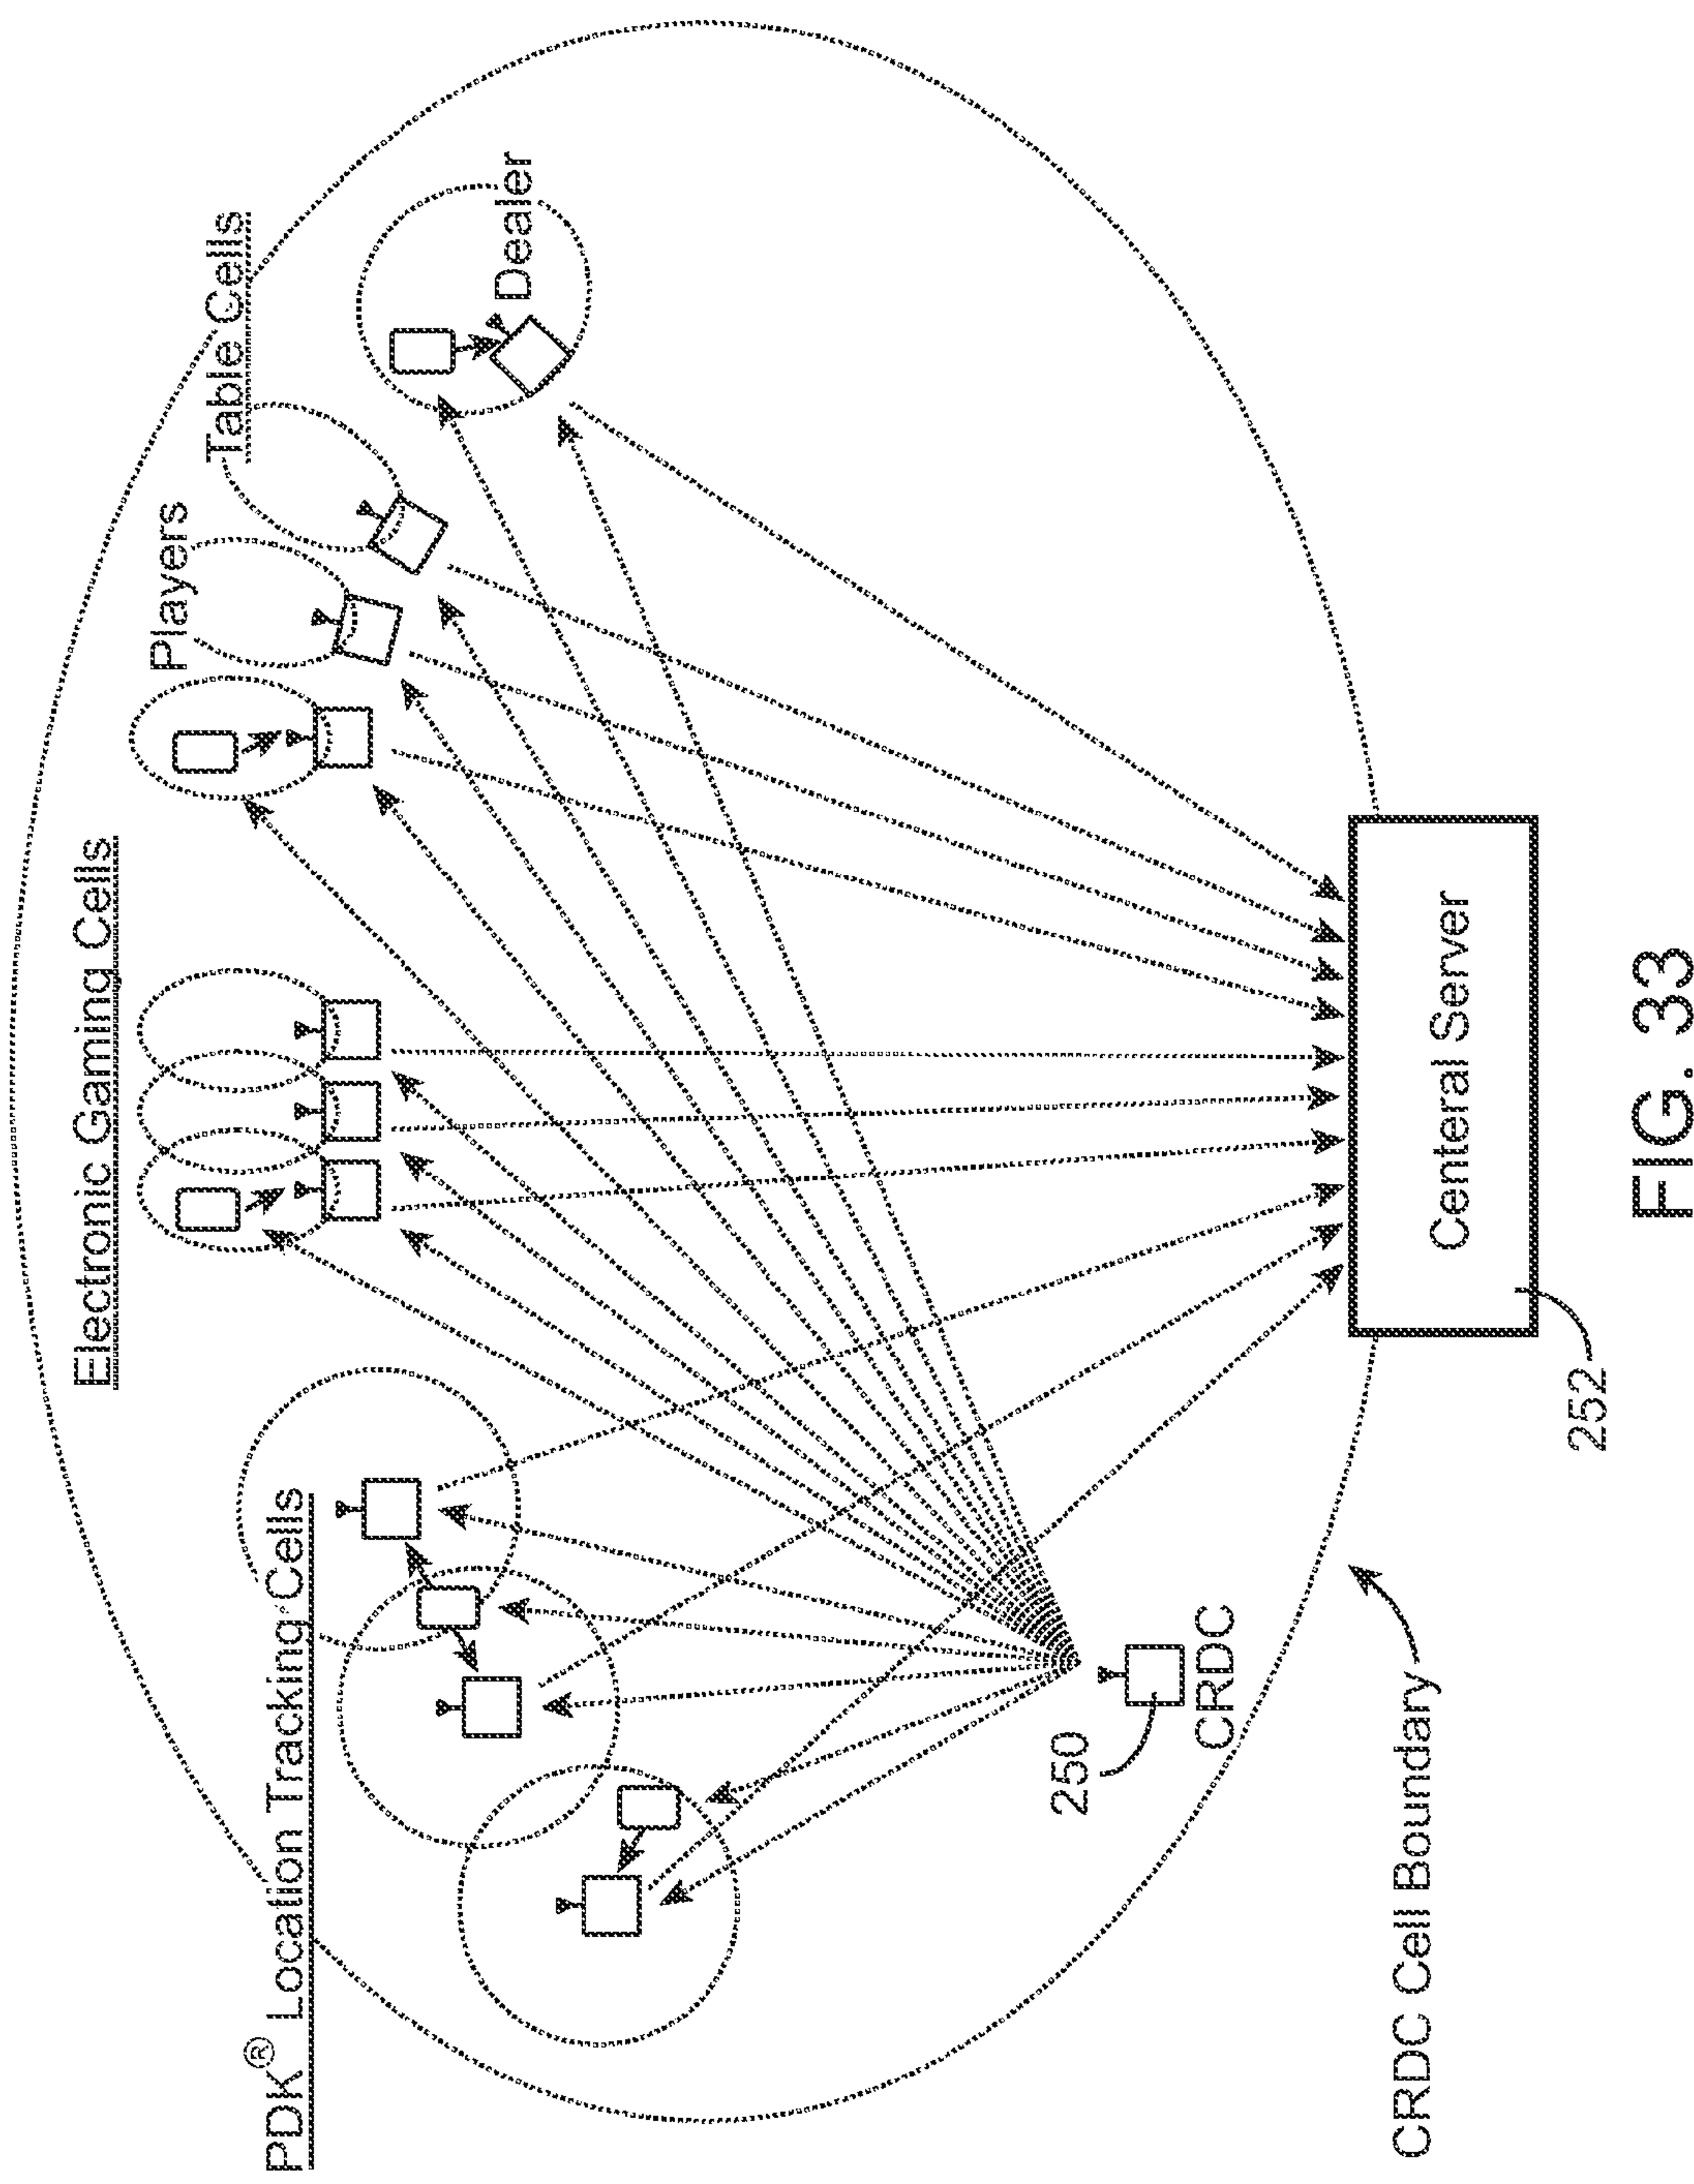 PDK® Location Tracking Cells
Electronic Gaming Cells
Players
Table Cells
Dealer
250
CRDC
CRDC Cell Boundary
252
Centeral Server
FIG. 33